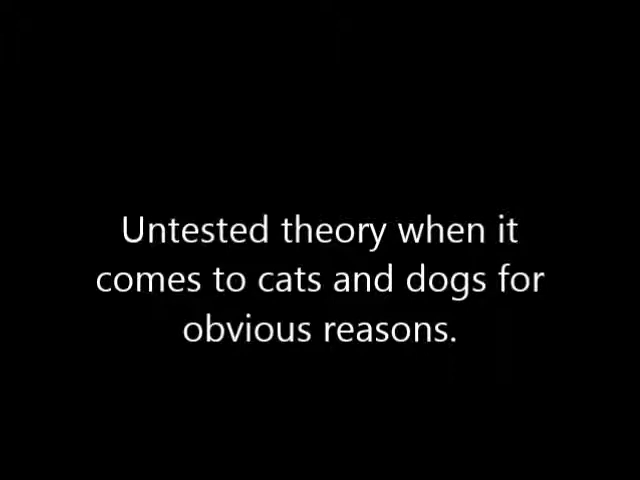 Untested theory when it
comes to cats and dogs for
obvious reasons.